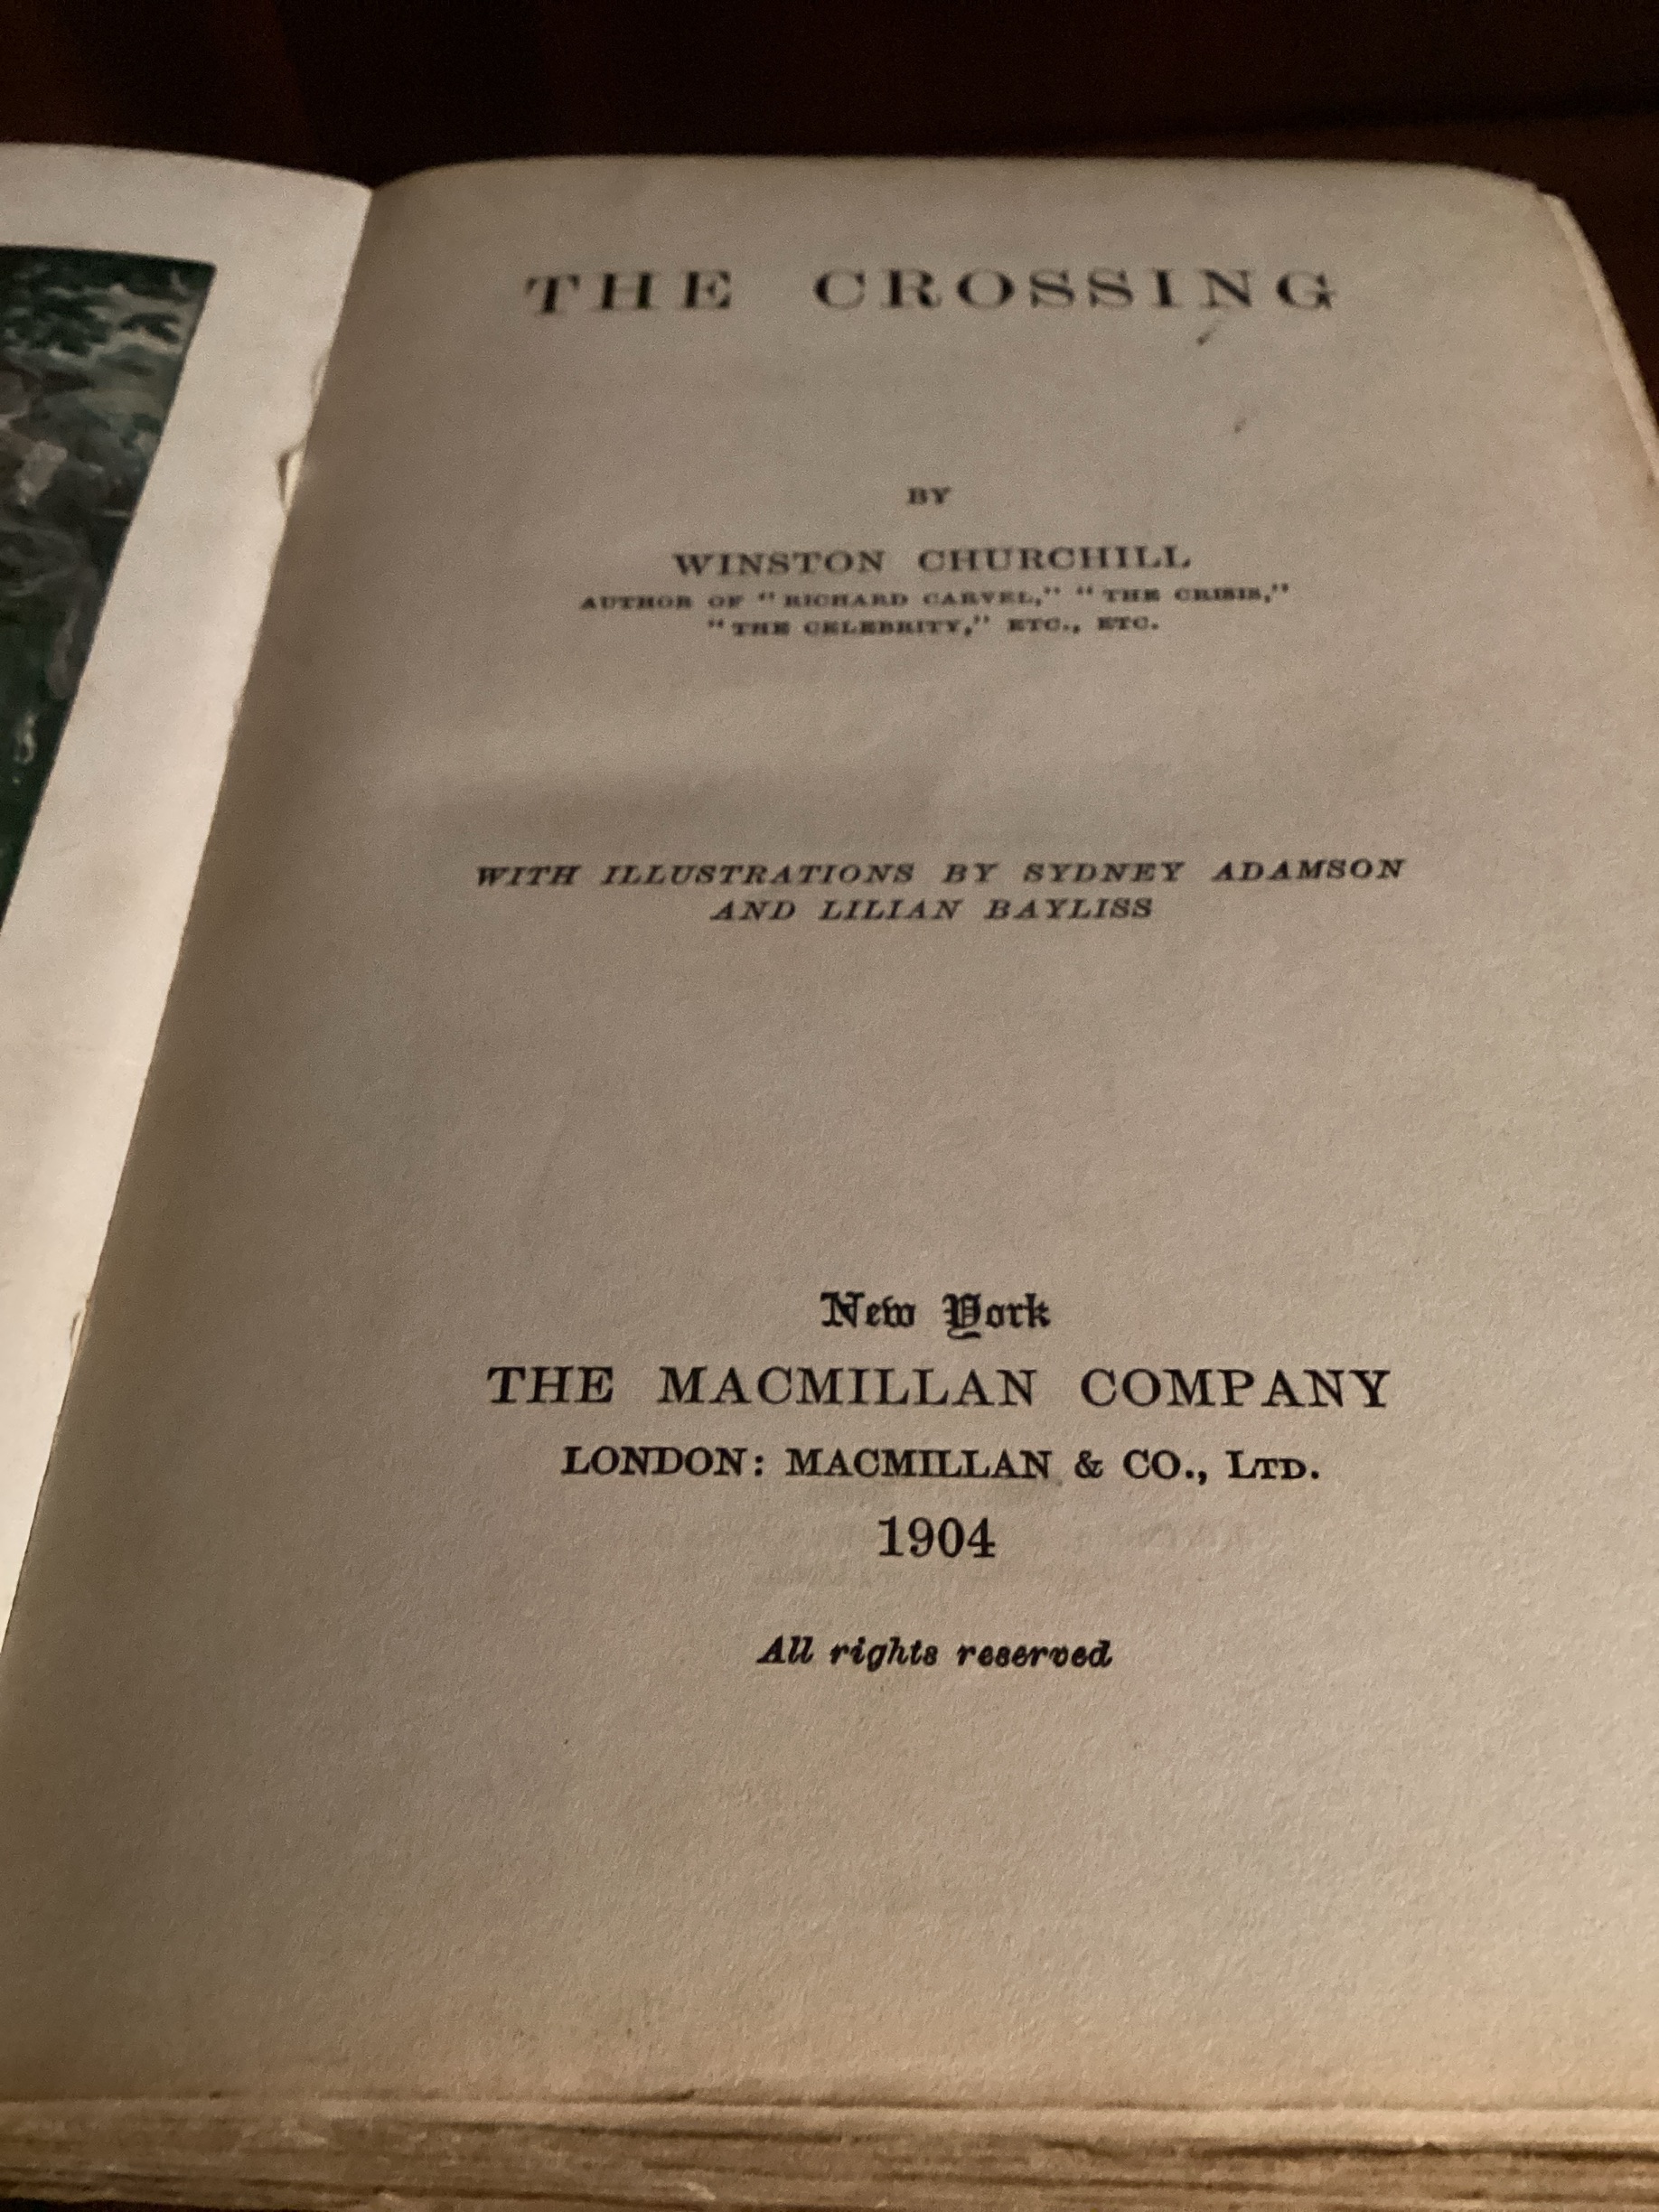 THE CROSSING
BY
WINSTON CHURCHILL
AUTHOR OF "RICHARD CARVEL," "THE CRISIS,"
"THE CELEBRITY," ETC., ETC.
WITH ILLUSTRATIONS BY SYDNEY ADAMSON
AND LILIAN BAYLISS
New York
THE MACMILLAN COMPANY
LONDON: MACMILLAN & CO., LTD.
1904
All rights reserved